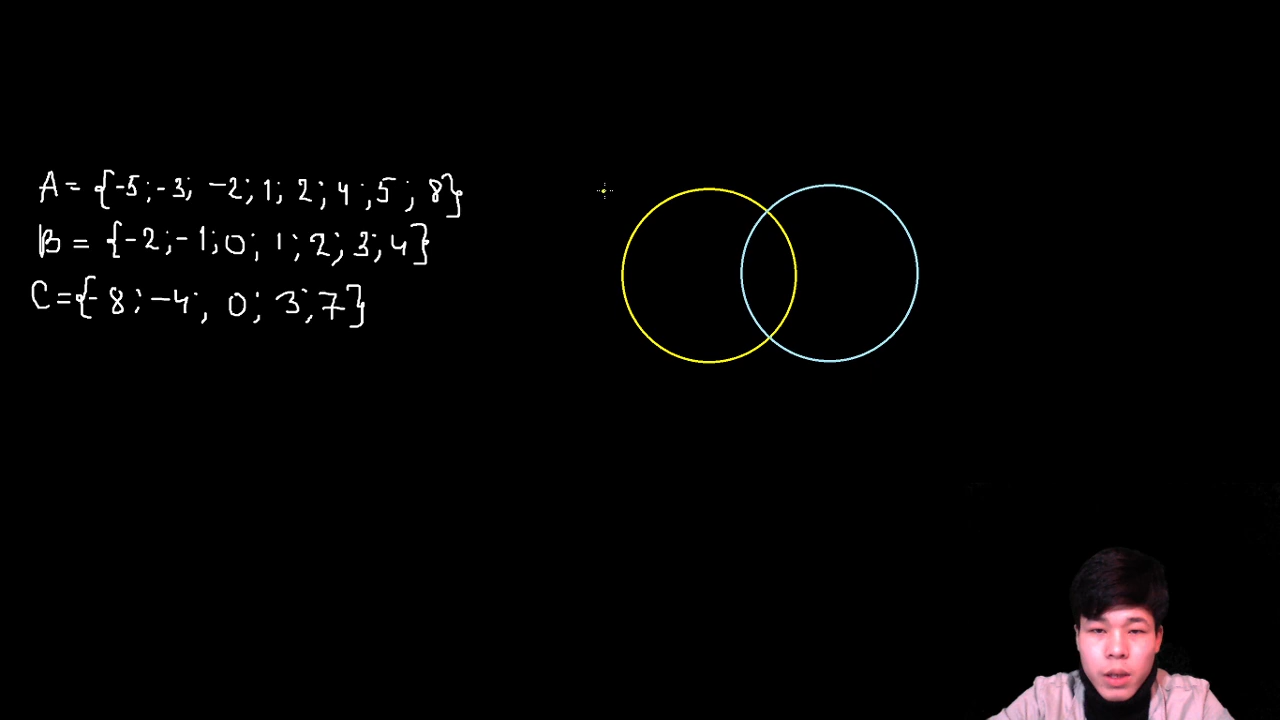 A = {-5; -3; -2; 1; 2; 4; 5; 8}
B = {-2; -1; 0; 1; 2; 3; 4}
C = {-8; -4; 0; 3; 7}